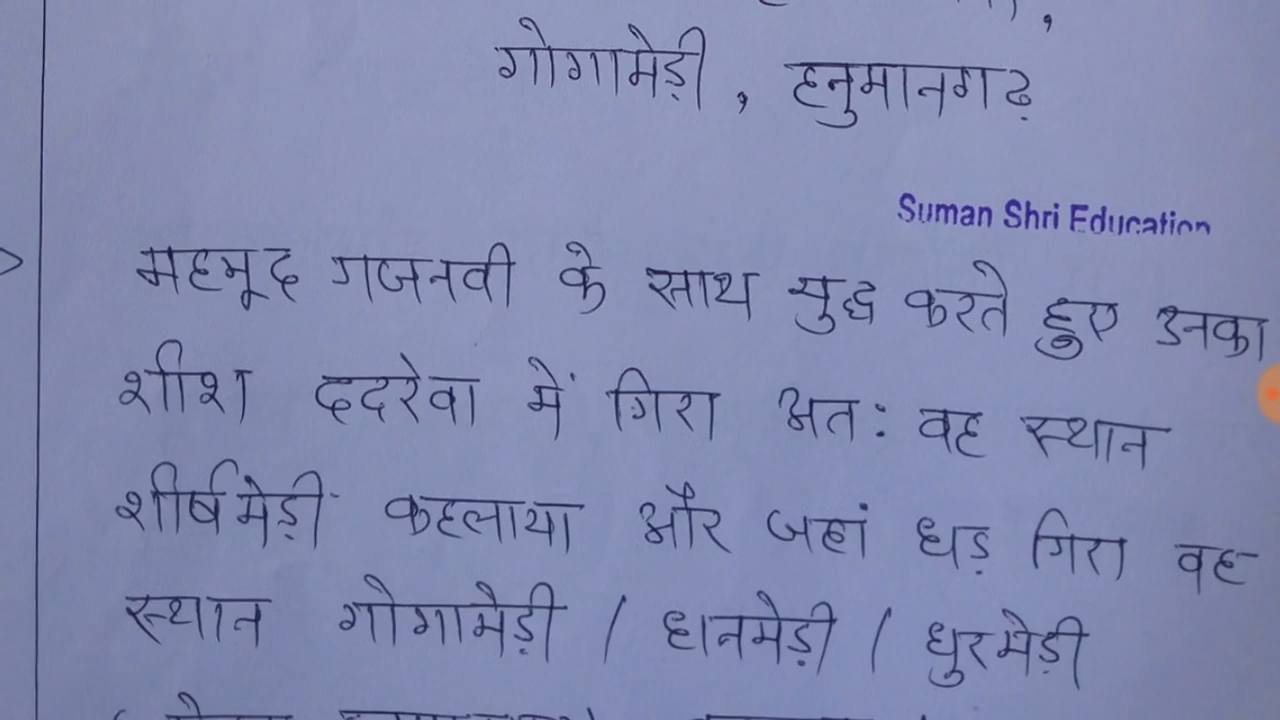 गोगामेड़ी, हनुमानगढ़
Suman Shri Education
महमूद गजनवी के साथ युद्ध करते हुए उनका
शीश ददरेवा में गिरा अत: वह स्थान
शीर्षमेड़ी कहलाया और जहां धड़ गिरा वह
स्थान गोगामेड़ी / धानमेड़ी / धुरमेड़ी